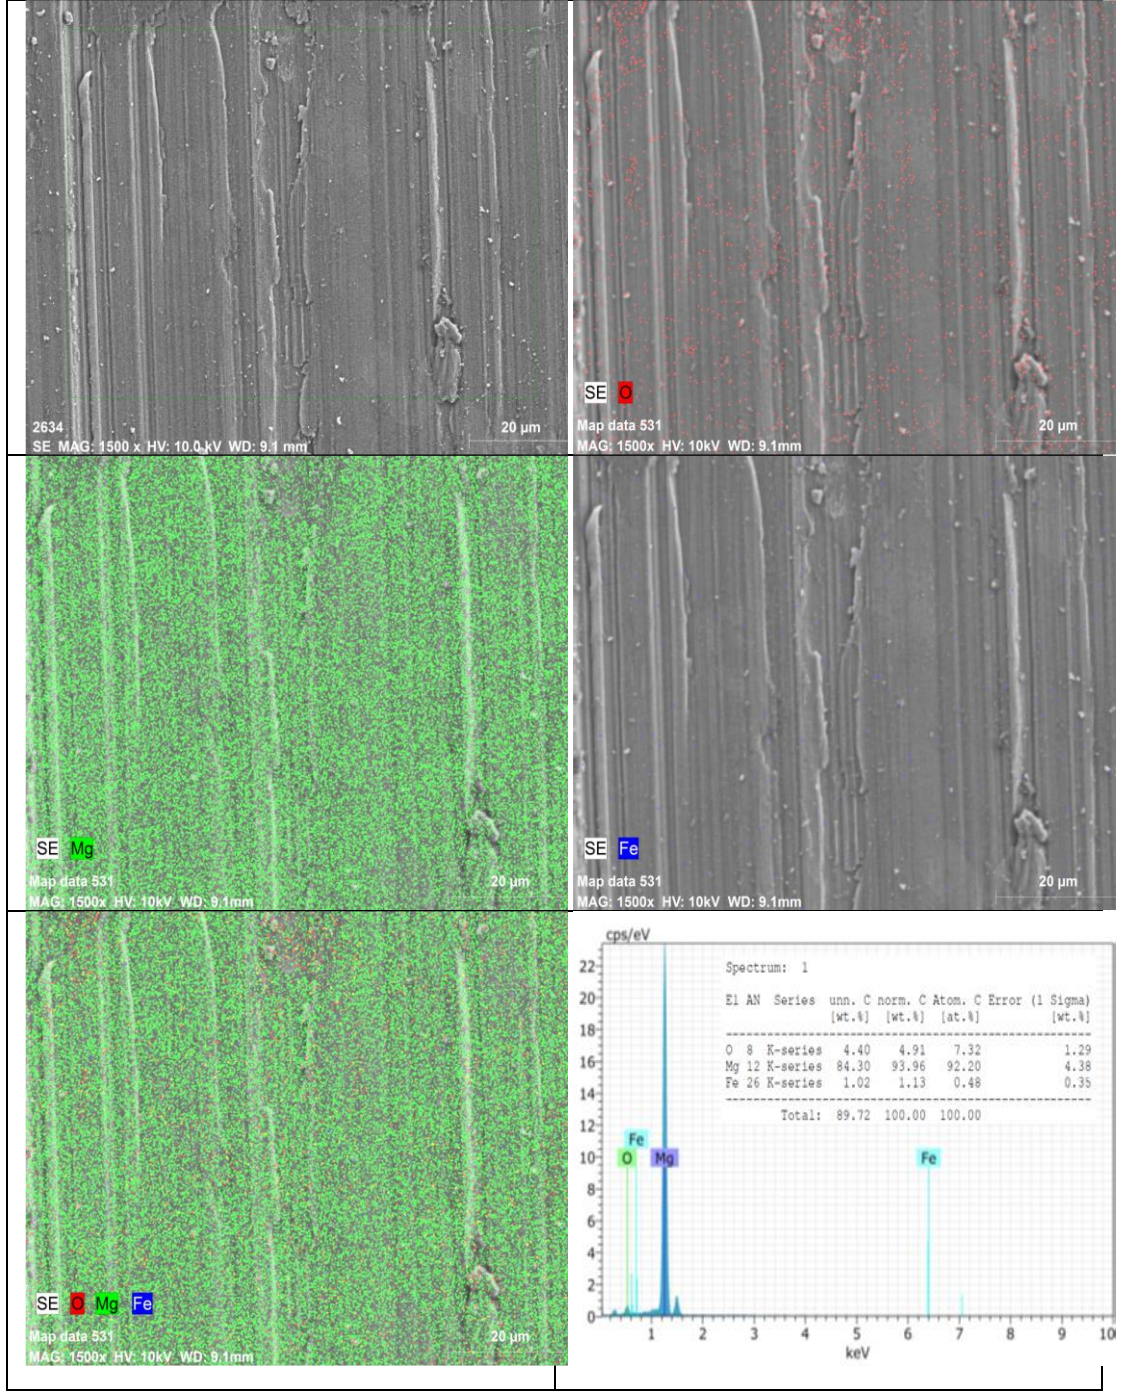 2634
SE MAG: 1500 x HV: 10.0 kV WD: 9.1 mm
20 µm
SE O
Map data 531
MAG: 1500x HV: 10kV WD: 9.1mm
20 µm
SE Mg
Map data 531
MAG: 1500x HV: 10kV WD: 9.1mm
20 µm
SE Fe
Map data 531
MAG: 1500x HV: 10kV WD: 9.1mm
20 µm
SE O Mg Fe
Map data 531
MAG: 1500x HV: 10kV WD: 9.1mm
20 µm
cps/eV
Spectrum: 1
El AN Series unn. C norm. C Atom. C Error (1 Sigma)
[wt.%] [wt.%] [at.%] [wt.%]
O 8 K-series 4.40 4.91 7.32 1.29
Mg 12 K-series 84.30 93.96 92.20 4.38
Fe 26 K-series 1.02 1.13 0.48 0.35
Total: 89.72 100.00 100.00
22
20
18
16
14
12
10
8
6
4
2
0
Fe
O Mg Fe
1 2 3 4 5 6 7 8 9 10
keV